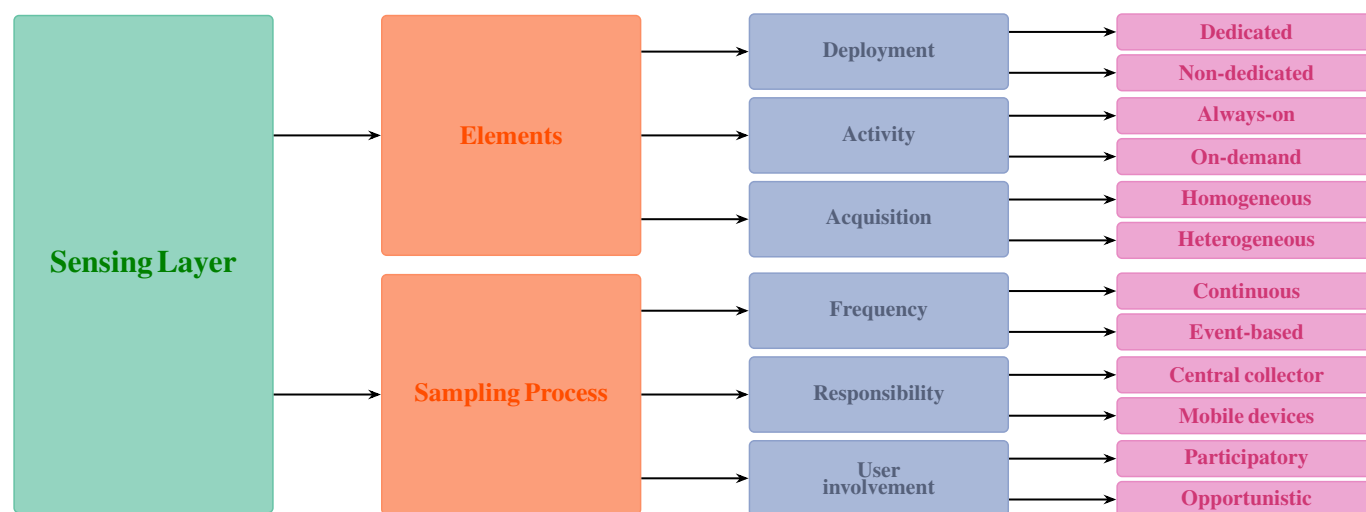 Sensing Layer
Elements
Deployment
Dedicated
Non-dedicated
Activity
Always-on
On-demand
Acquisition
Homogeneous
Heterogeneous
Sampling Process
Frequency
Continuous
Event-based
Responsibility
Central collector
Mobile devices
User
involvement
Participatory
Opportunistic